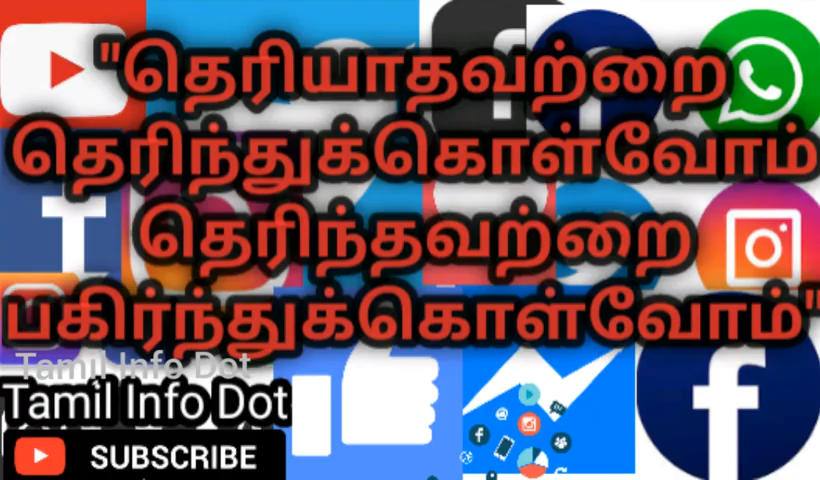 "தெரியாதவற்றை
தெரிந்துக்கொள்வோம்
தெரிந்தவற்றை
பகிர்ந்துக்கொள்வோம்"
Tamil Info Dot
Tamil Info Dot
SUBSCRIBE